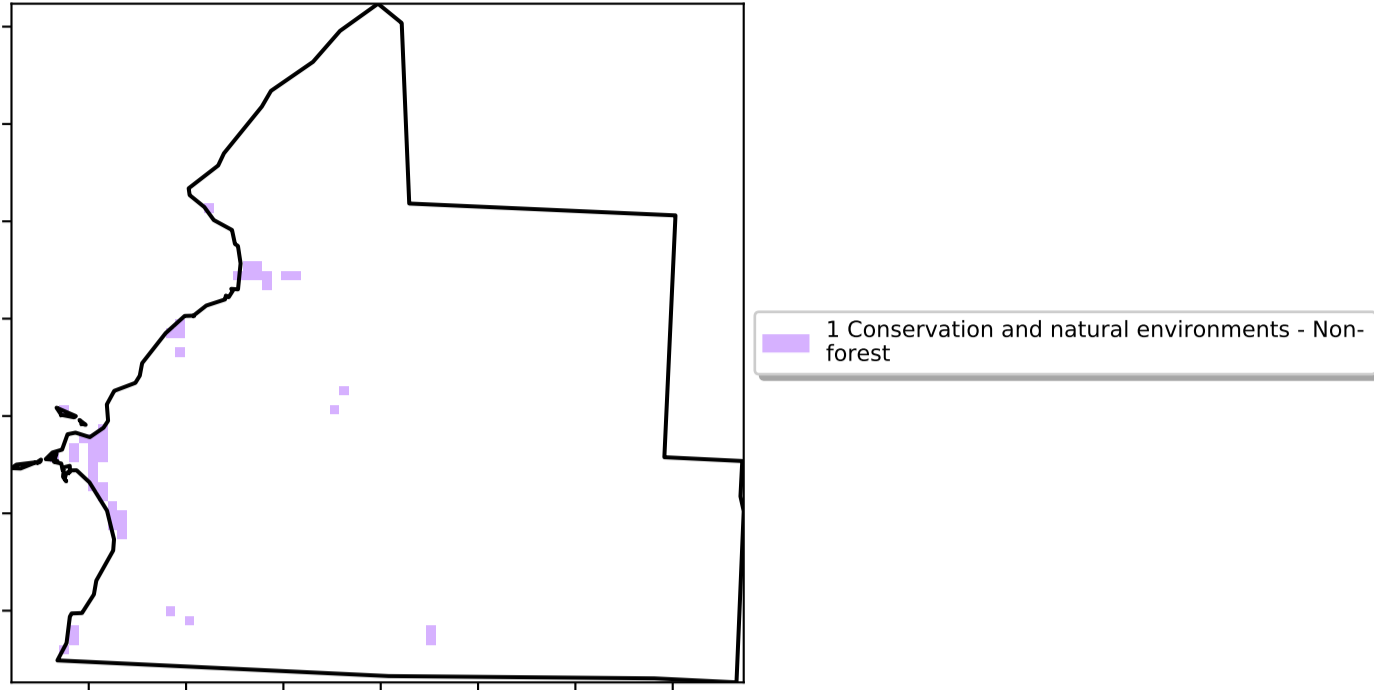 1 Conservation and natural environments - Non-
forest